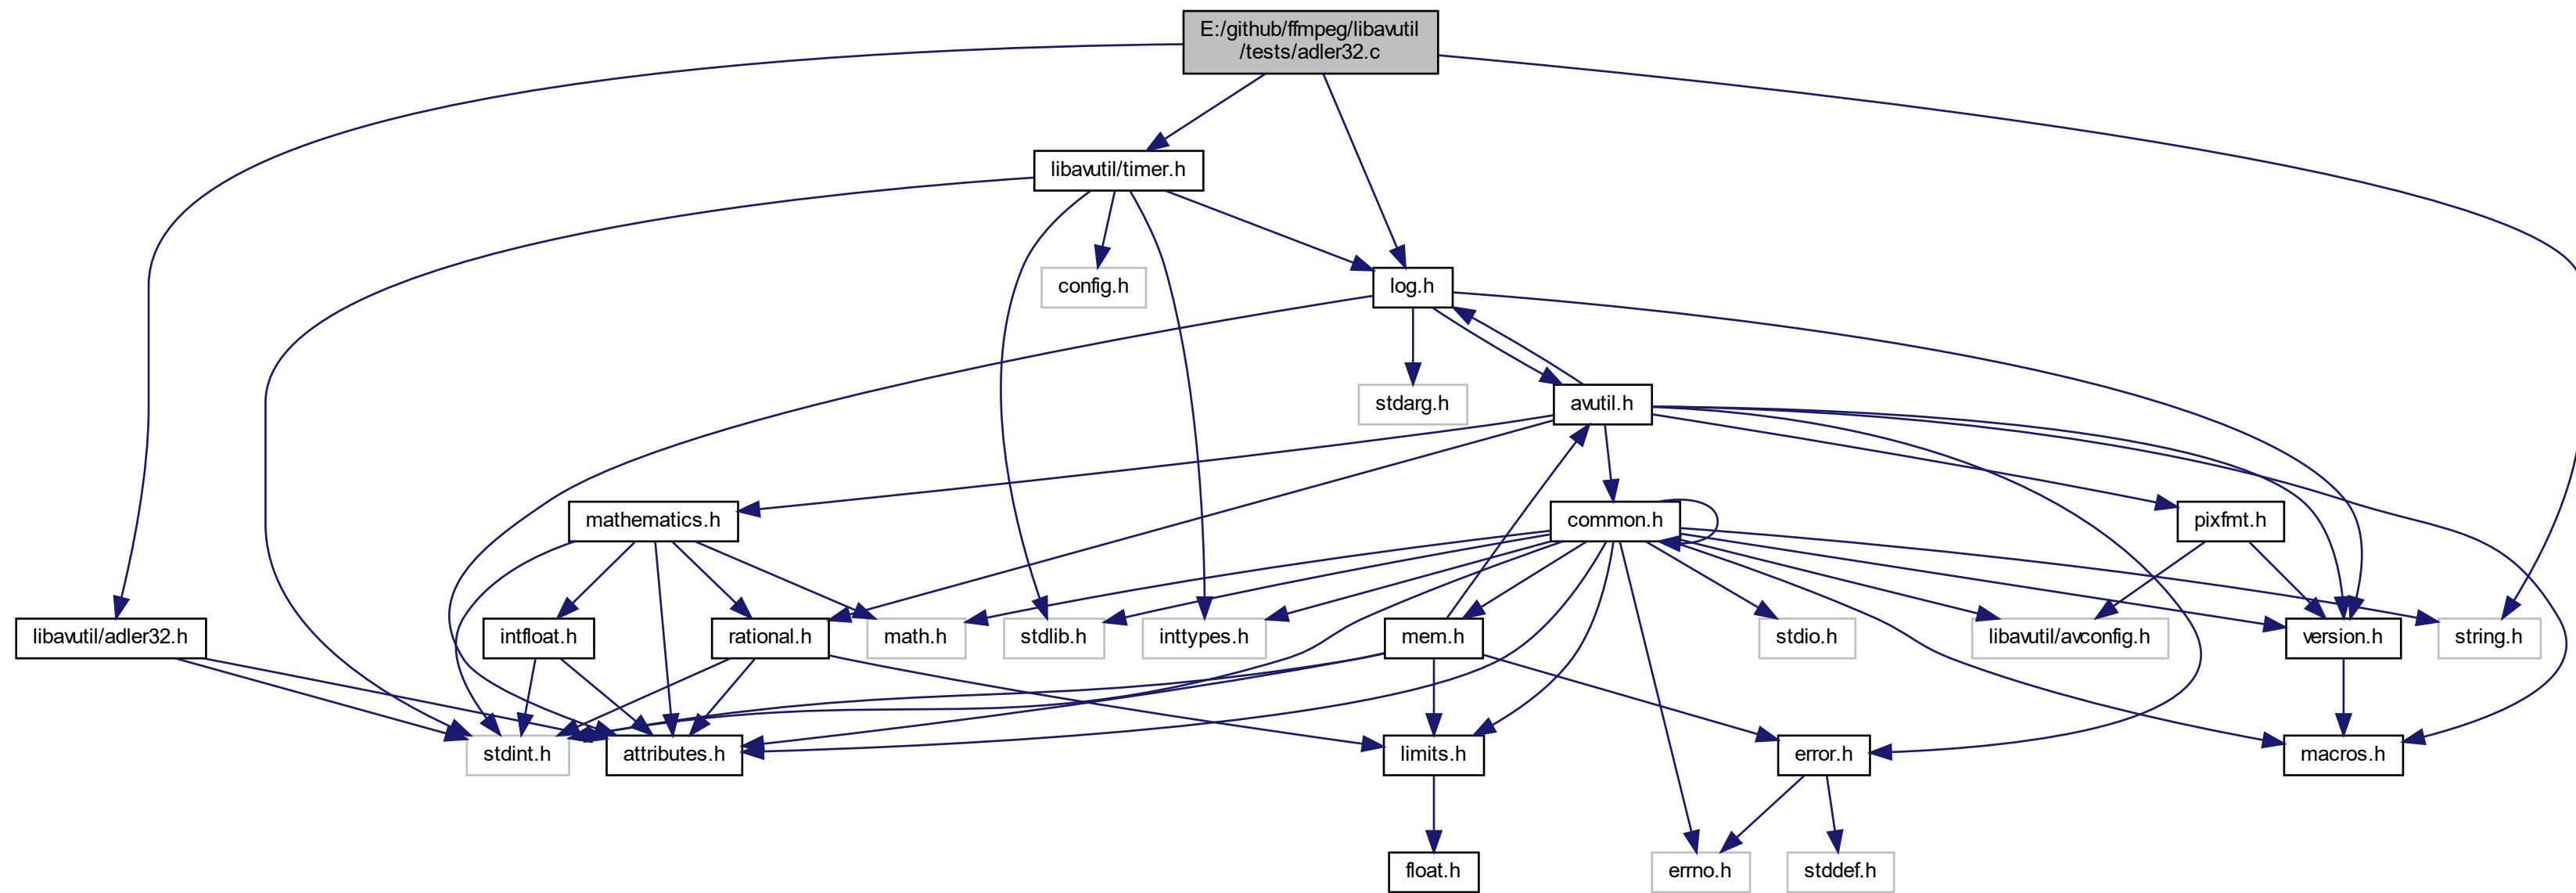 E:/github/ffmpeg/libavutil
/tests/adler32.c
libavutil/timer.h
config.h
log.h
stdarg.h
avutil.h
mathematics.h
common.h
pixfmt.h
libavutil/adler32.h
intfloat.h
rational.h
math.h
stdlib.h
inttypes.h
mem.h
stdio.h
libavutil/avconfig.h
version.h
string.h
stdint.h
attributes.h
limits.h
error.h
macros.h
float.h
errno.h
stddef.h